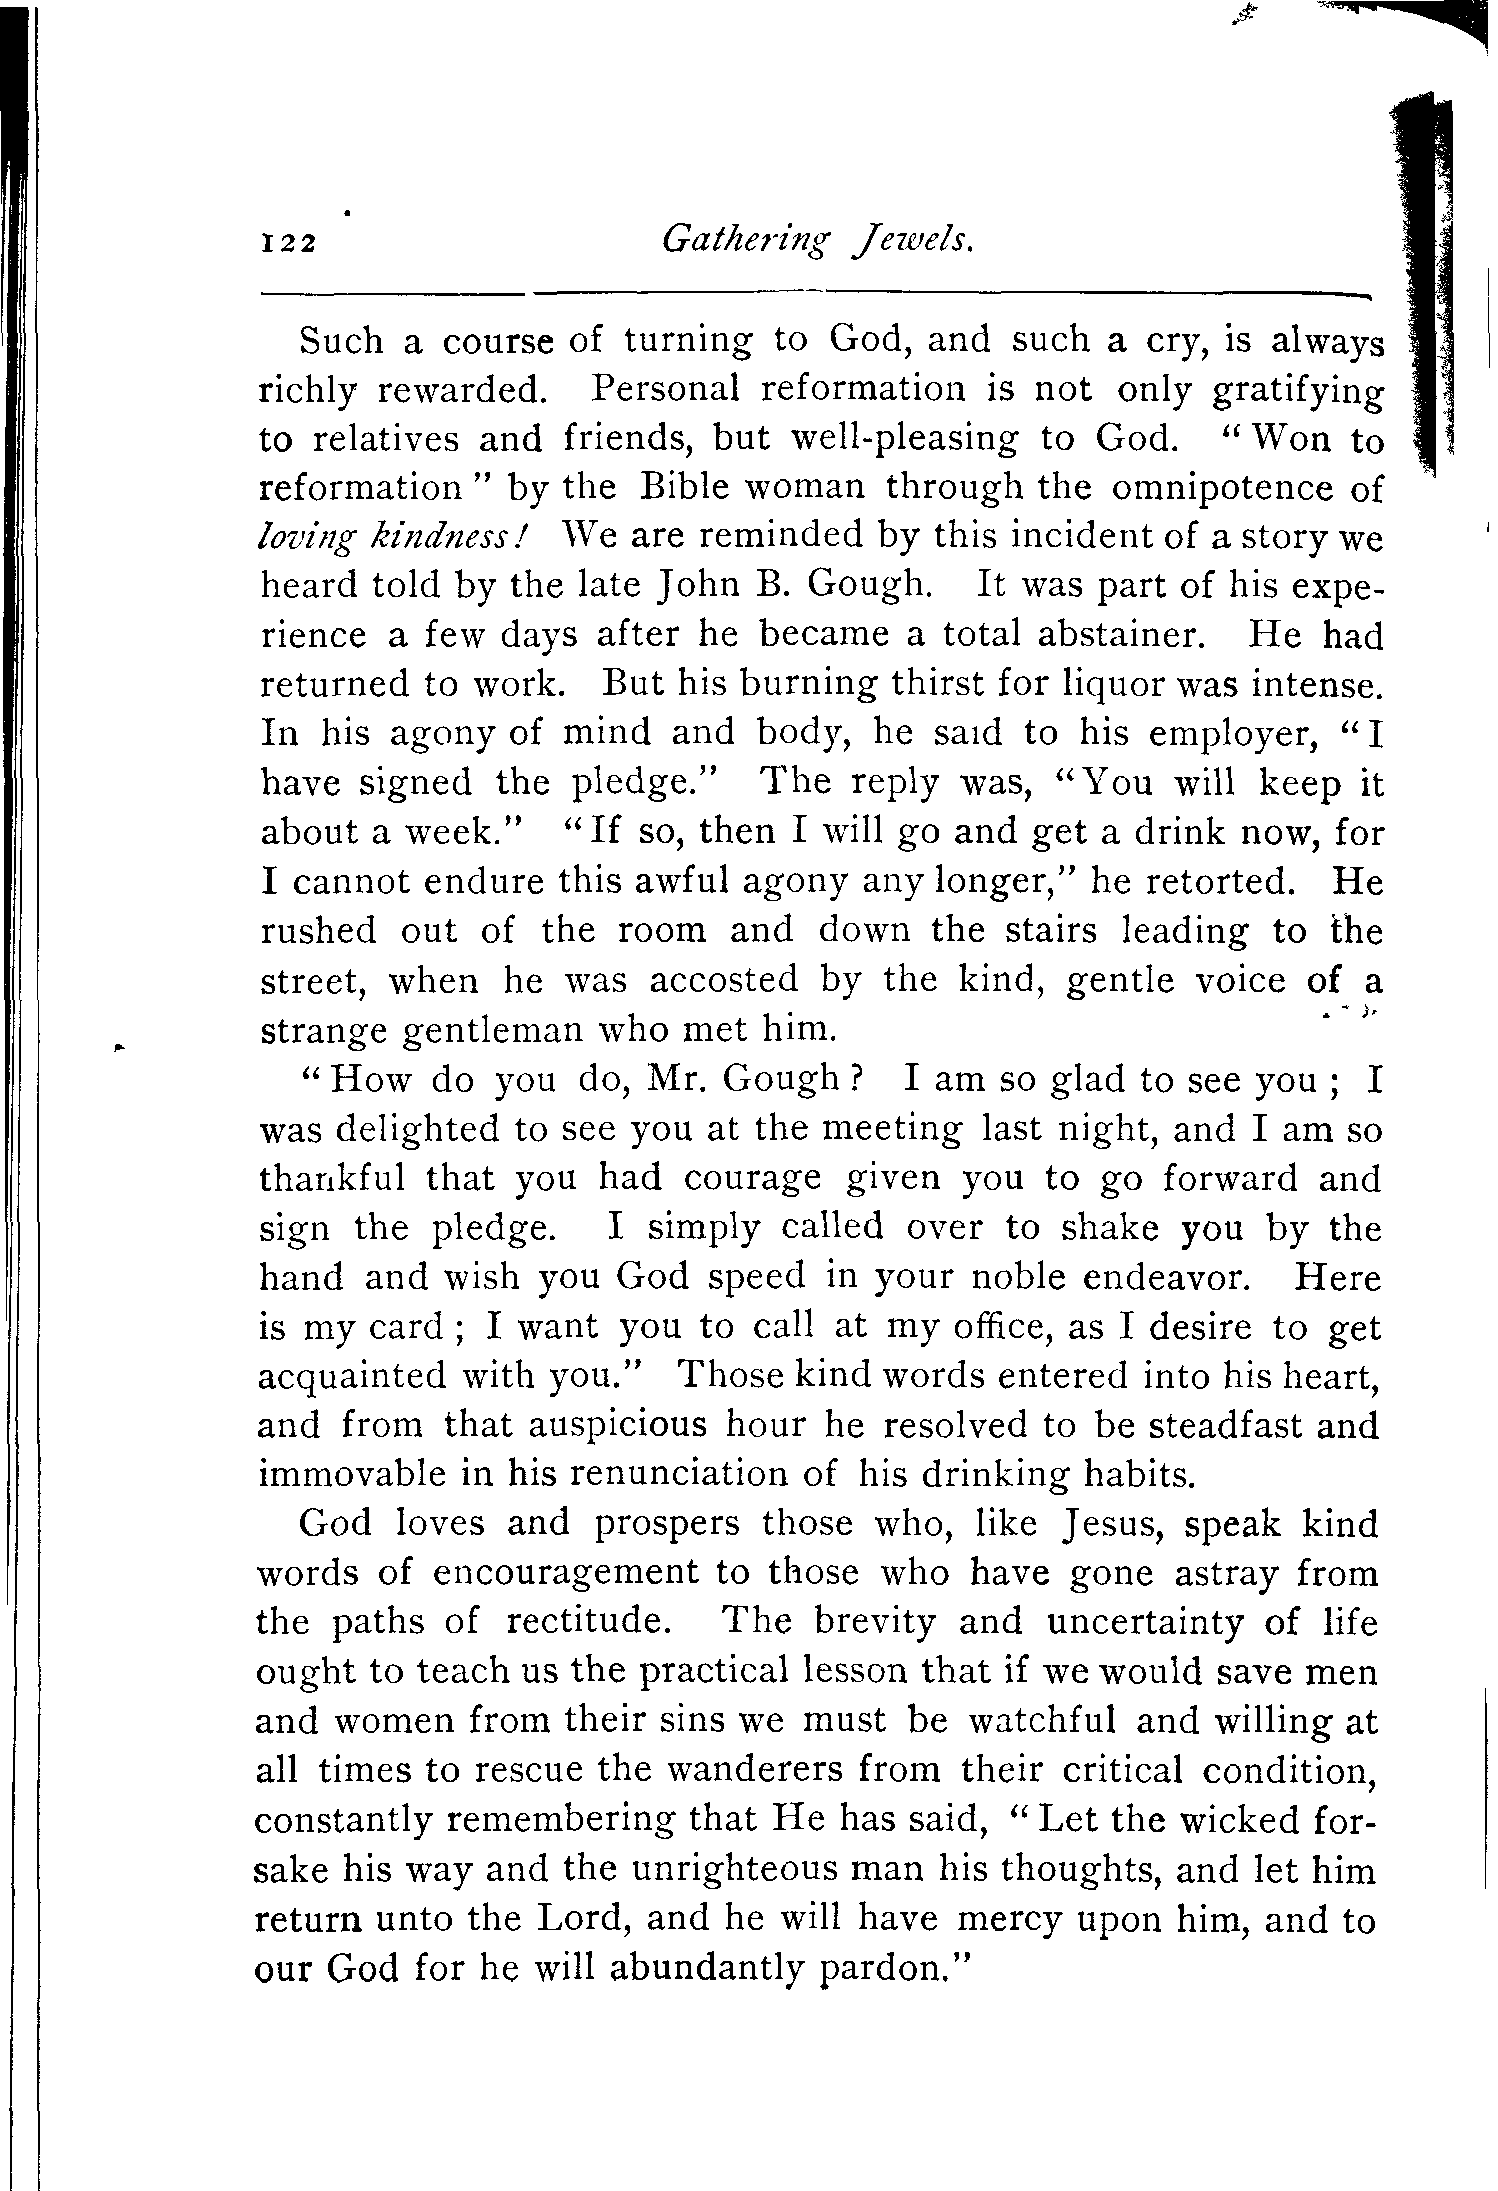 122 Gathering Jewels.
Such a course of turning to God, and such a cry, is always
richly rewarded. Personal reformation is not only gratifying
to relatives and friends, but well-pleasing to God. “ Won to
reformation ” by the Bible woman through the omnipotence of
loving kindness! We are reminded by this incident of a story we
heard told by the late John B. Gough. It was part of his expe-
rience a few days after he became a total abstainer. He had
returned to work. But his burning thirst for liquor was intense.
In his agony of mind and body, he said to his employer, “ I
have signed the pledge.” The reply was, “ You will keep it
about a week.” “ If so, then I will go and get a drink now, for
I cannot endure this awful agony any longer,” he retorted. He
rushed out of the room and down the stairs leading to the
street, when he was accosted by the kind, gentle voice of a
strange gentleman who met him.
“ How do you do, Mr. Gough ? I am so glad to see you ; I
was delighted to see you at the meeting last night, and I am so
thankful that you had courage given you to go forward and
sign the pledge. I simply called over to shake you by the
hand and wish you God speed in your noble endeavor. Here
is my card ; I want you to call at my office, as I desire to get
acquainted with you.” Those kind words entered into his heart,
and from that auspicious hour he resolved to be steadfast and
immovable in his renunciation of his drinking habits.
God loves and prospers those who, like Jesus, speak kind
words of encouragement to those who have gone astray from
the paths of rectitude. The brevity and uncertainty of life
ought to teach us the practical lesson that if we would save men
and women from their sins we must be watchful and willing at
all times to rescue the wanderers from their critical condition,
constantly remembering that He has said, “ Let the wicked for-
sake his way and the unrighteous man his thoughts, and let him
return unto the Lord, and he will have mercy upon him, and to
our God for he will abundantly pardon.”